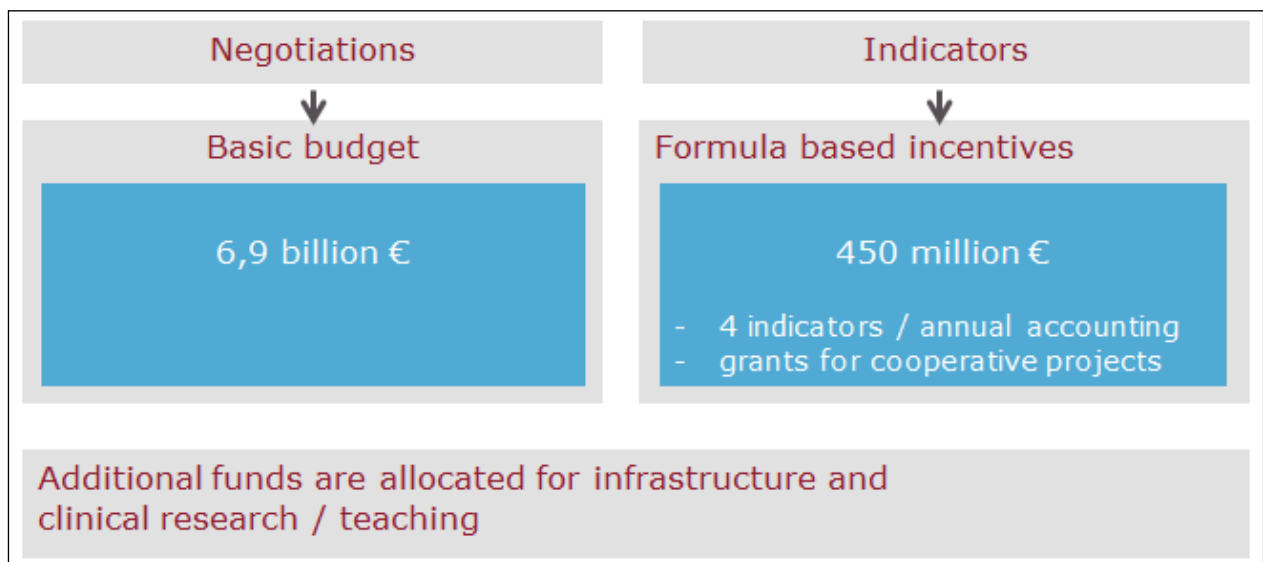 Negotiations
Basic budget
6,9 billion €
Indicators
Formula based incentives
450 million €
- 4 indicators / annual accounting
- grants for cooperative projects
Additional funds are allocated for infrastructure and
clinical research / teaching